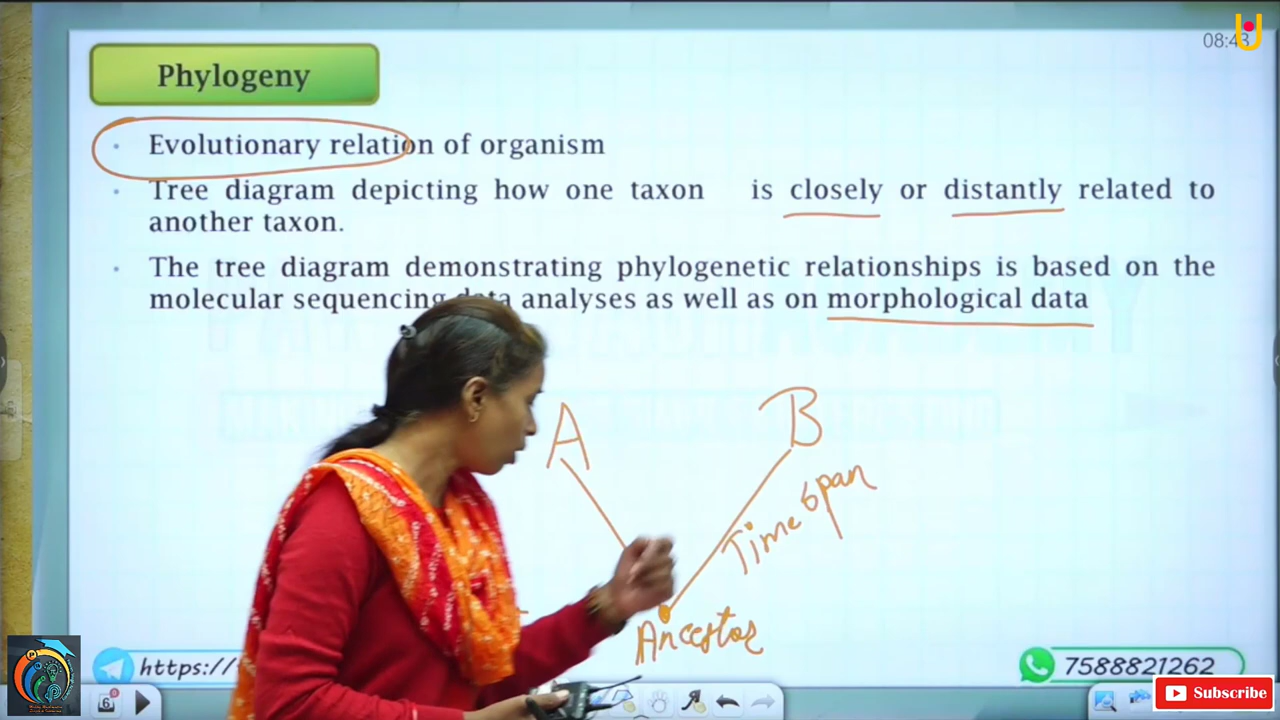 08:43
Phylogeny
Evolutionary relation of organism
Tree diagram depicting how one taxon is closely or distantly related to
another taxon.
The tree diagram demonstrating phylogenetic relationships is based on the
molecular sequencing data analyses as well as on morphological data
A
B
Time span
Ancestor
https://
7588821262
6
Subscribe